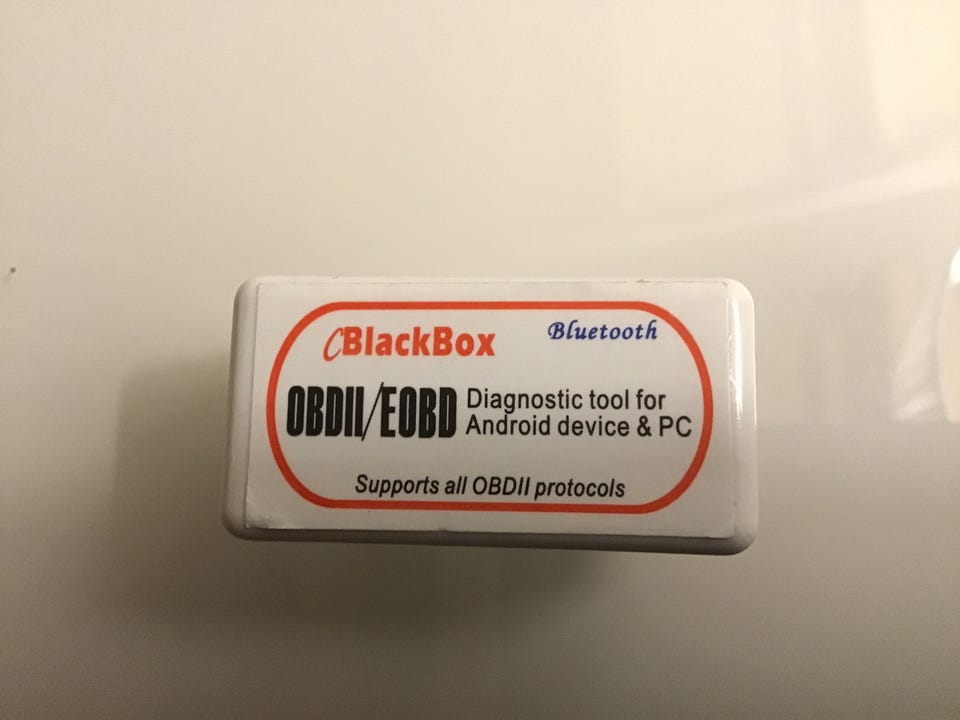 CBlackBox Bluetooth
OBDII/EOBD Diagnostic tool for
Android device & PC
Supports all OBDII protocols